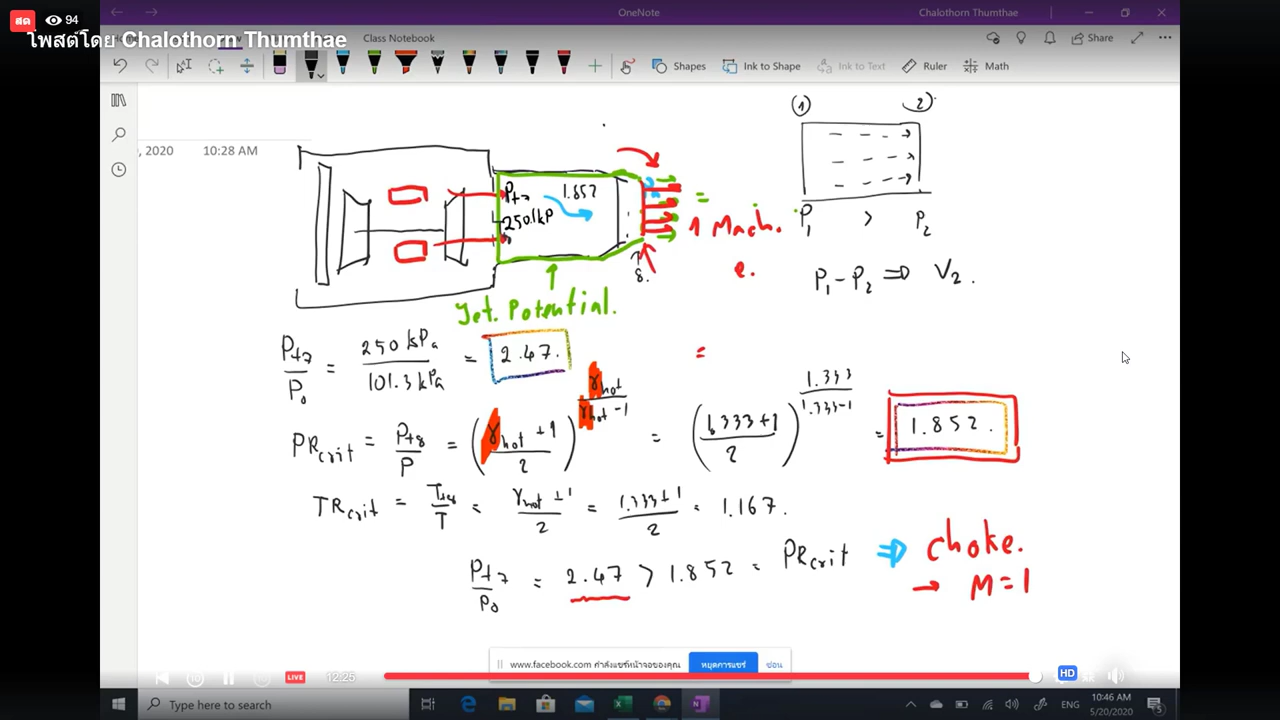 สด 94
โพสต์โดย Chalothorn Thumthae
OneNote
Chalothorn Thumthae
Class Notebook
Share
Shapes
Ink to Shape
Ink to Text
Ruler
Math
, 2020 10:28 AM
Pt7 1.852
250.1kP
8.
= 1 Mach.
e.
Jet. Potential.
1 2
P1 > P2
P1 - P2 ⇒ V2.
Pt7/P0 = 250 kPa/101.3 kPa = 2.47.
=
PRcrit = Pt8/P = ((γhot + 1)/2)^(γhot/(γhot - 1)) = ((1.333+1)/2)^(1.333/(1.333-1)) = 1.852.
TRcrit = Tt8/T = (γhot + 1)/2 = (1.333+1)/2 = 1.167.
Pt7/P0 = 2.47 > 1.852 = PRcrit ⇒ choke.
→ M = 1
www.facebook.com กำลังแชร์หน้าจอของคุณ หยุดการแชร์ ซ่อน
LIVE 12:25 HD
Type here to search
ENG
10:46 AM
5/20/2020